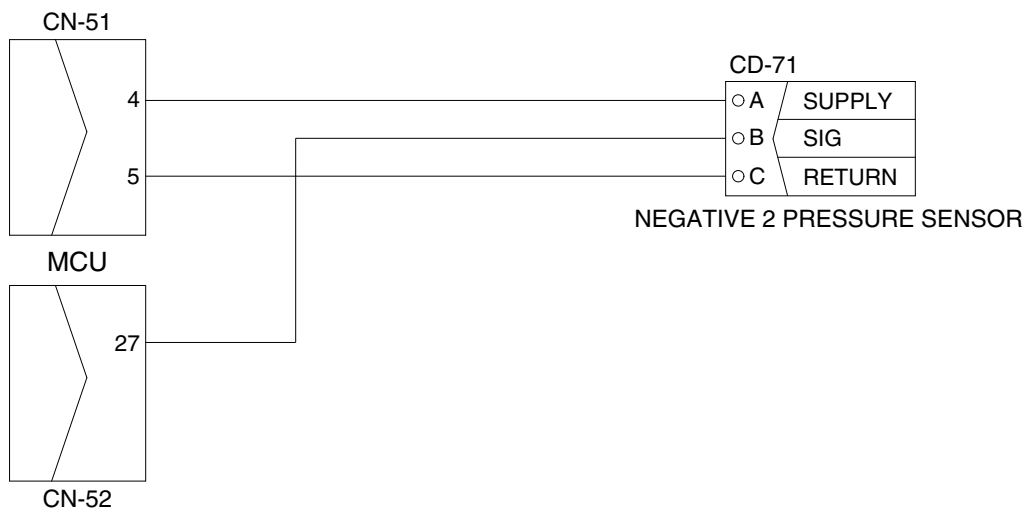 CN-51
CD-71
4
A SUPPLY
B SIG
5
C RETURN
NEGATIVE 2 PRESSURE SENSOR
MCU
27
CN-52